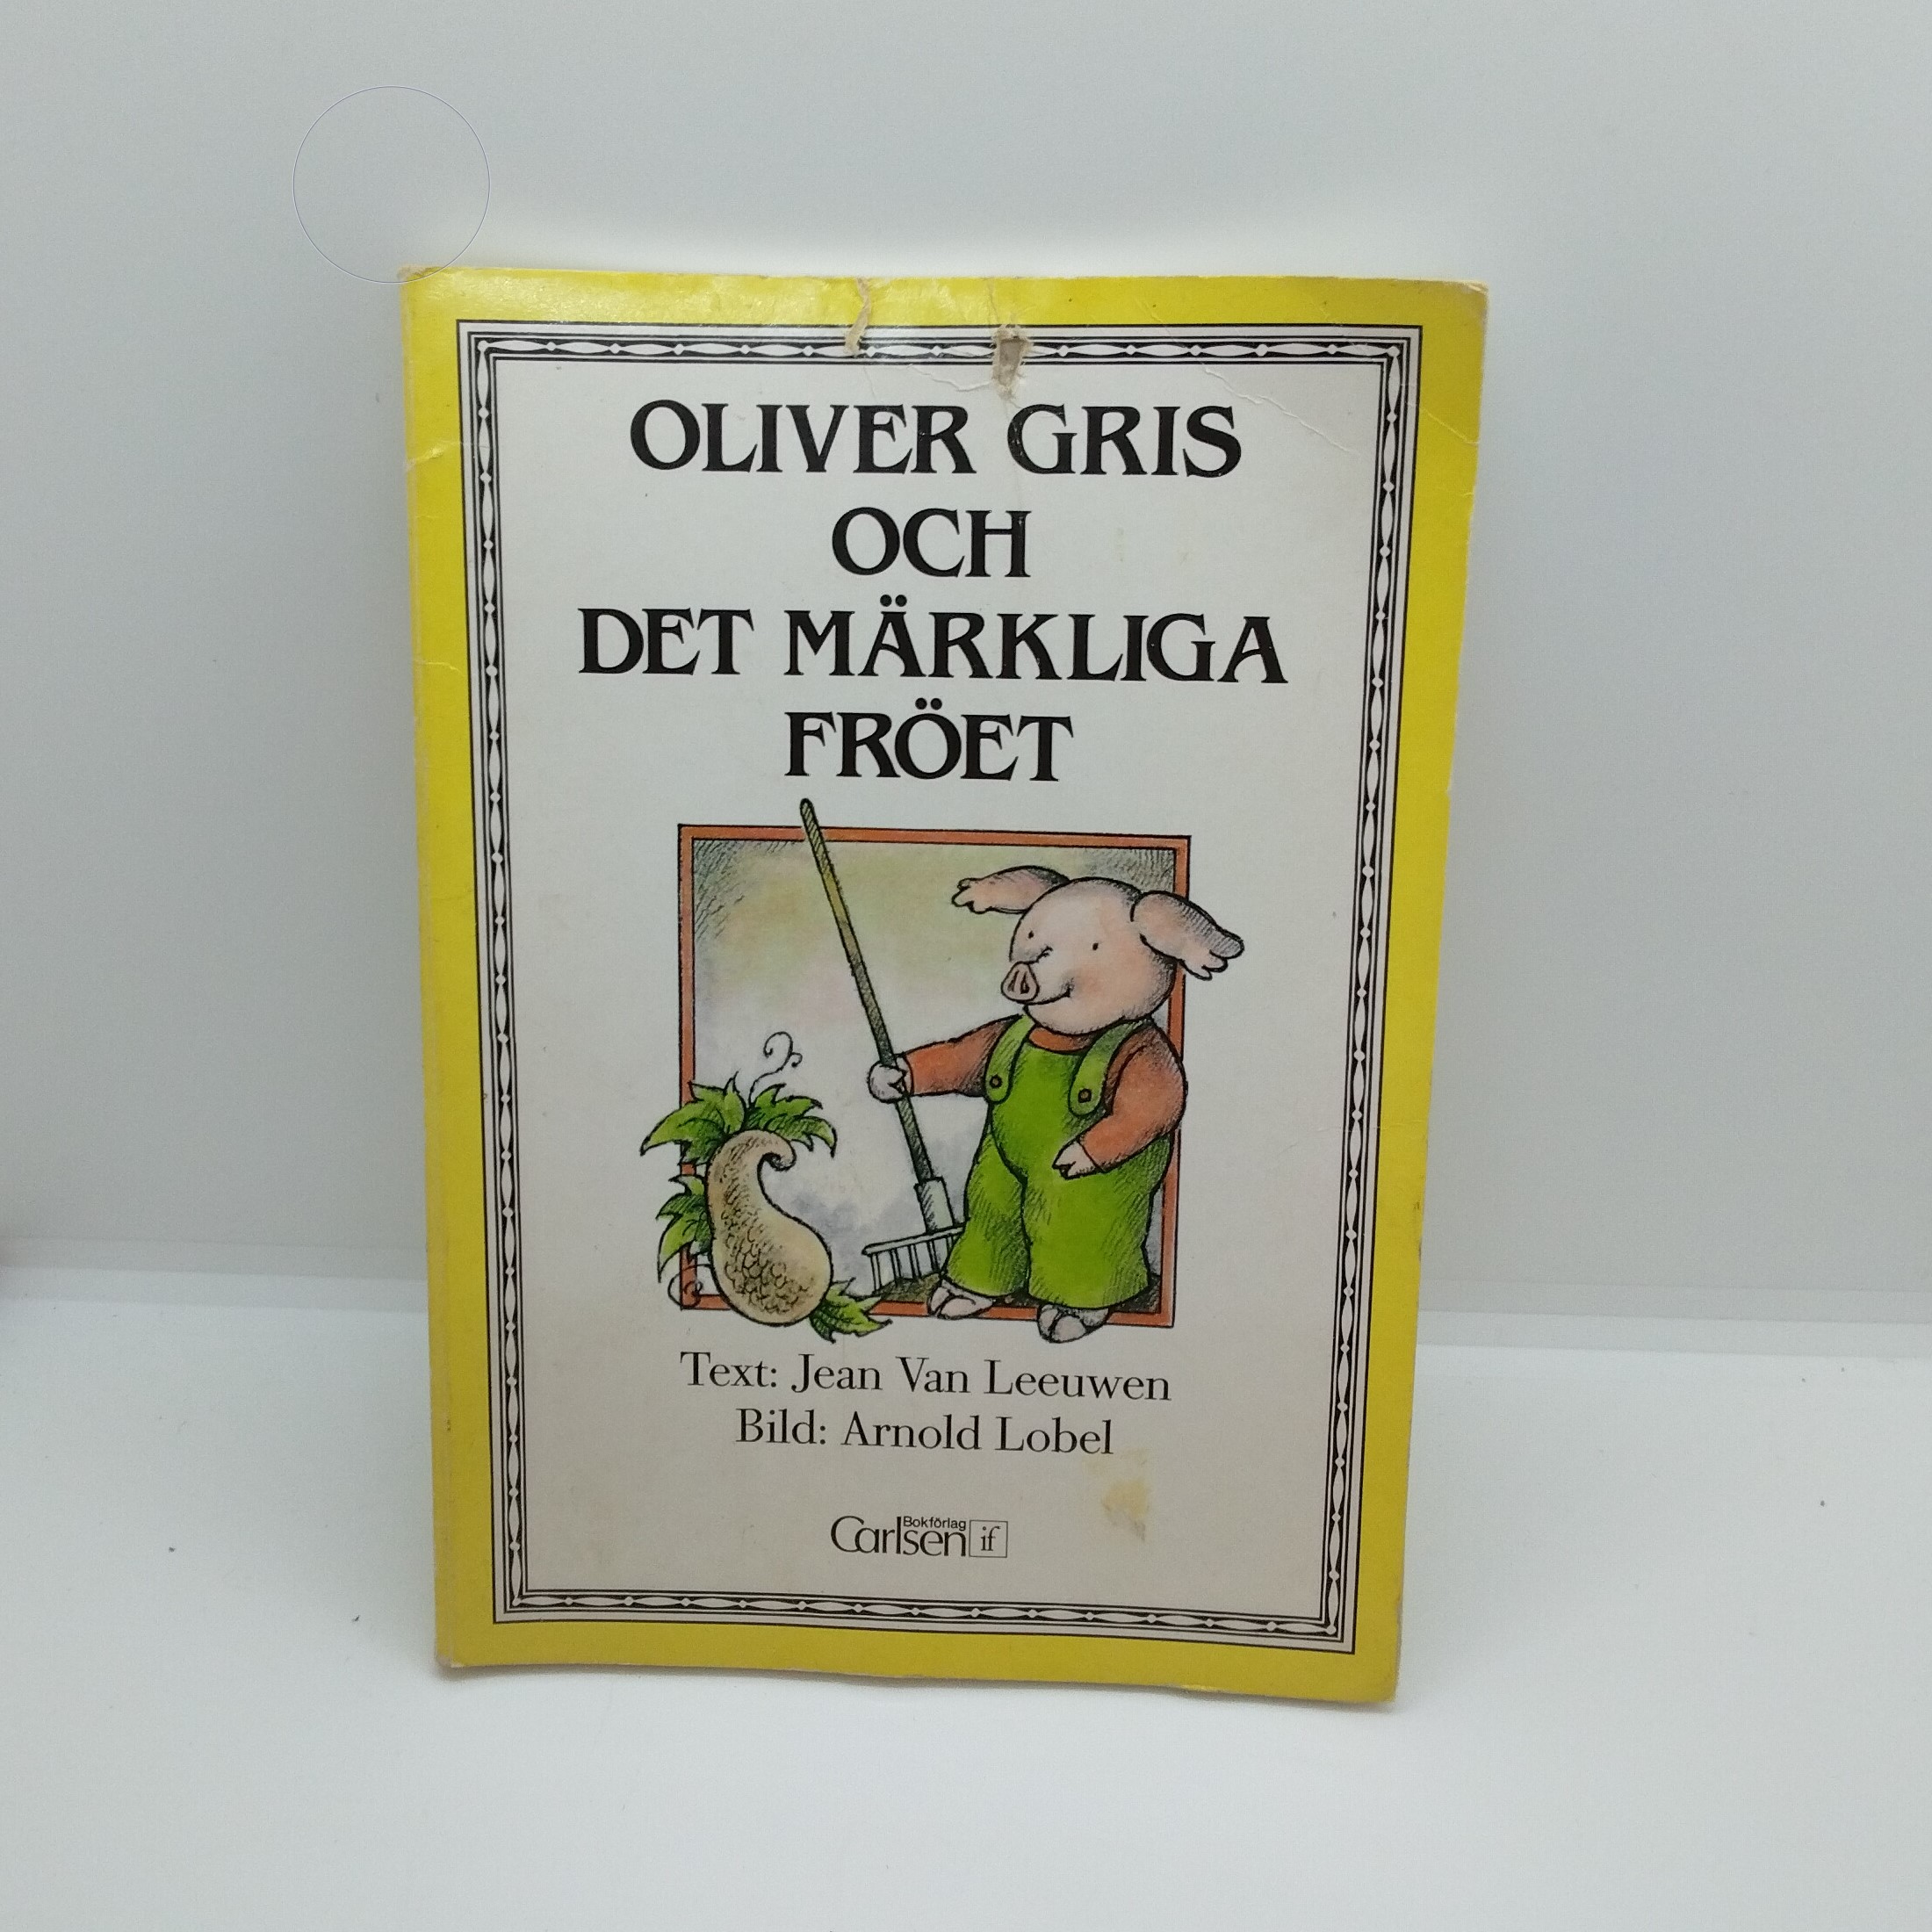 OLIVER GRIS
OCH
DET MÄRKLIGA
FRÖET
Text: Jean Van Leeuwen
Bild: Arnold Lobel
Bokförlag
Carlsen if